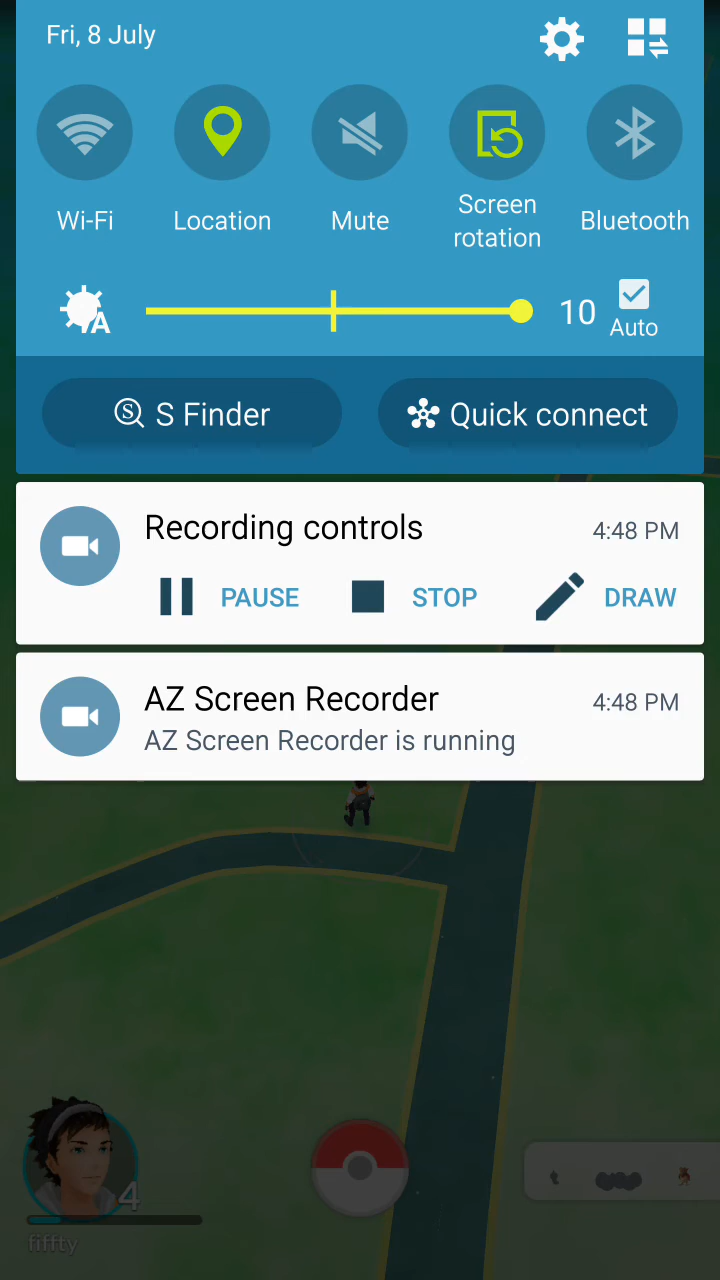 Fri, 8 July
Wi-Fi
Location
Mute
Screen
rotation
Bluetooth
A
10
Auto
S Finder
Quick connect
Recording controls
4:48 PM
PAUSE
STOP
DRAW
AZ Screen Recorder
4:48 PM
AZ Screen Recorder is running
4
fiffty